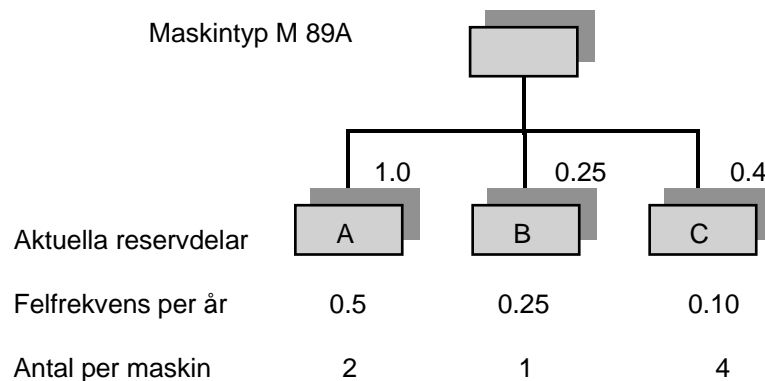 Maskintyp M 89A
1.0 0.25 0.4
Aktuella reservdelar A B C
Felfrekvens per år 0.5 0.25 0.10
Antal per maskin 2 1 4